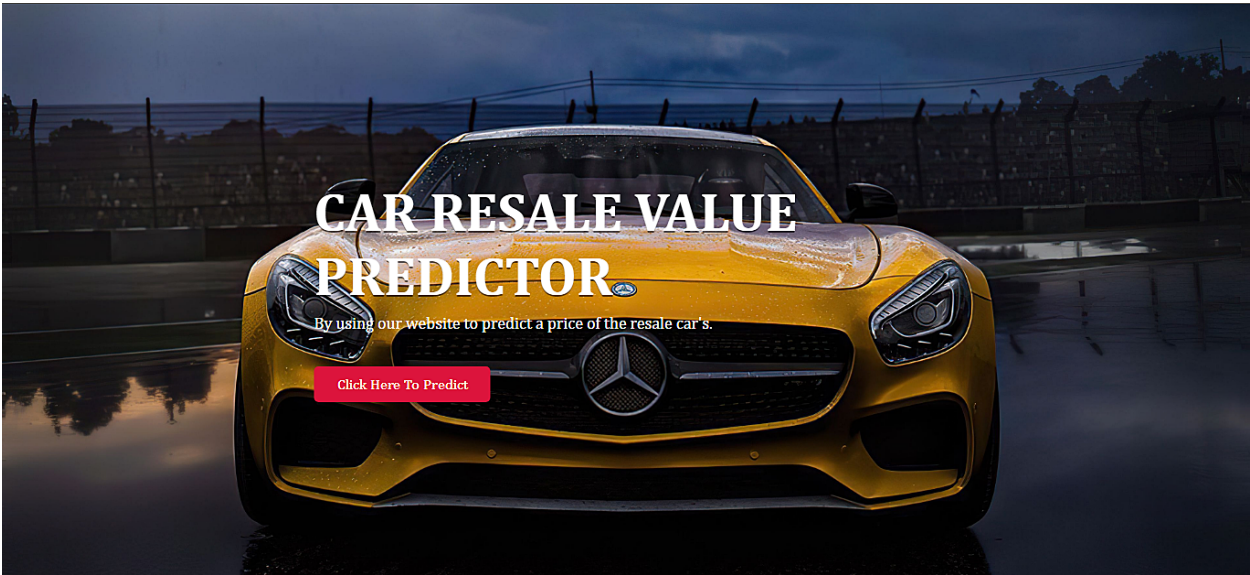 CAR RESALE VALUE
PREDICTOR
By using our website to predict a price of the resale car's.
Click Here To Predict